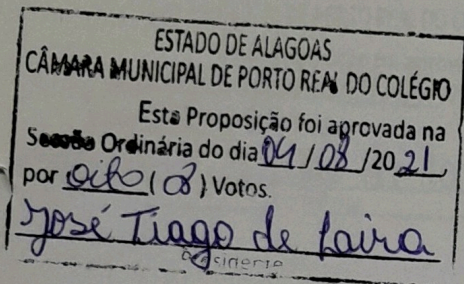 ESTADO DE ALAGOAS
CÂMARA MUNICIPAL DE PORTO REAL DO COLÉGIO
Esta Proposição foi aprovada na
Sessão Ordinária do dia 04/08/2021
por oito (08) Votos.
José Tiago de
Presidente